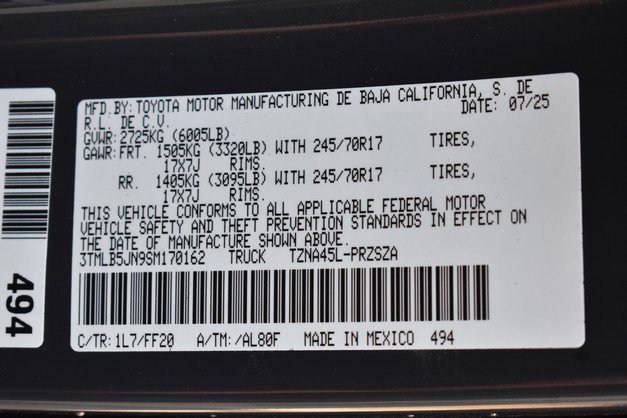 MFD.BY: TOYOTA MOTOR MANUFACTURING DE BAJA CALIFORNIA, S. DE
R.L. DE C.V. DATE: 07/25
GVWR: 2725KG (6005LB)
GAWR: FRT. 1505KG (3320LB) WITH 245/70R17 TIRES,
17X7J RIMS.
RR. 1405KG (3095LB) WITH 245/70R17 TIRES,
17X7J RIMS.
THIS VEHICLE CONFORMS TO ALL APPLICABLE FEDERAL MOTOR
VEHICLE SAFETY AND THEFT PREVENTION STANDARDS IN EFFECT ON
THE DATE OF MANUFACTURE SHOWN ABOVE.
3TMLB5JN9SM170162 TRUCK TZNA45L-PRZSZA
C/TR: 1L7/FF20 A/TM: /AL80F MADE IN MEXICO 494
494